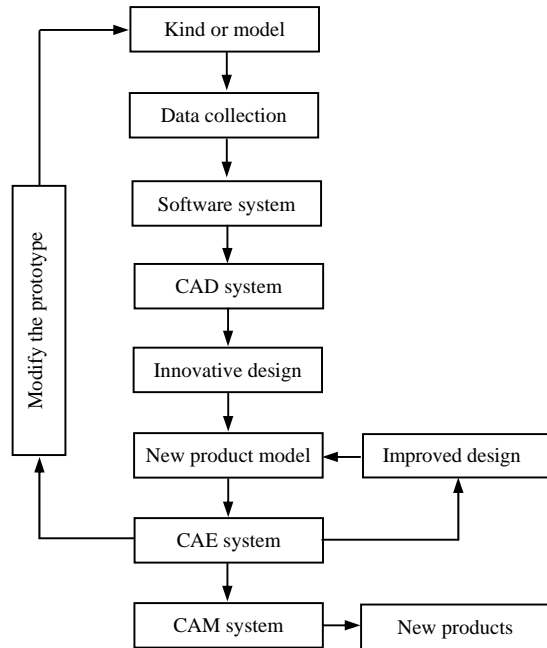 Kind or model
Data collection
Software system
CAD system
Innovative design
Modify the prototype
New product model
Improved design
CAE system
CAM system
New products